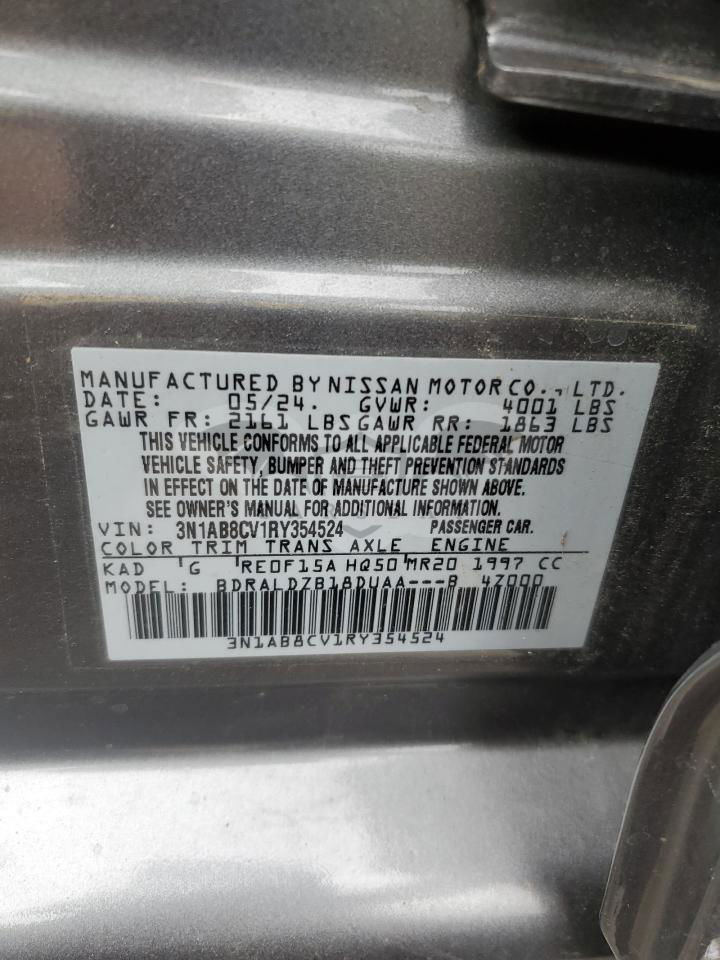 MANUFACTURED BY NISSAN MOTOR CO., LTD.
DATE: 05/24. GVWR: 4001 LBS
GAWR FR: 2161 LBS GAWR RR: 1863 LBS
THIS VEHICLE CONFORMS TO ALL APPLICABLE FEDERAL MOTOR
VEHICLE SAFETY, BUMPER AND THEFT PREVENTION STANDARDS
IN EFFECT ON THE DATE OF MANUFACTURE SHOWN ABOVE.
SEE OWNER'S MANUAL FOR ADDITIONAL INFORMATION.
VIN: 3N1AB8CV1RY354524 PASSENGER CAR.
COLOR TRIM TRANS AXLE ENGINE
KAD G RE0F15A HQ50 MR20 1997 CC
MODEL: BDRALDZB18DUAA---B 4Z000
3N1AB8CV1RY354524